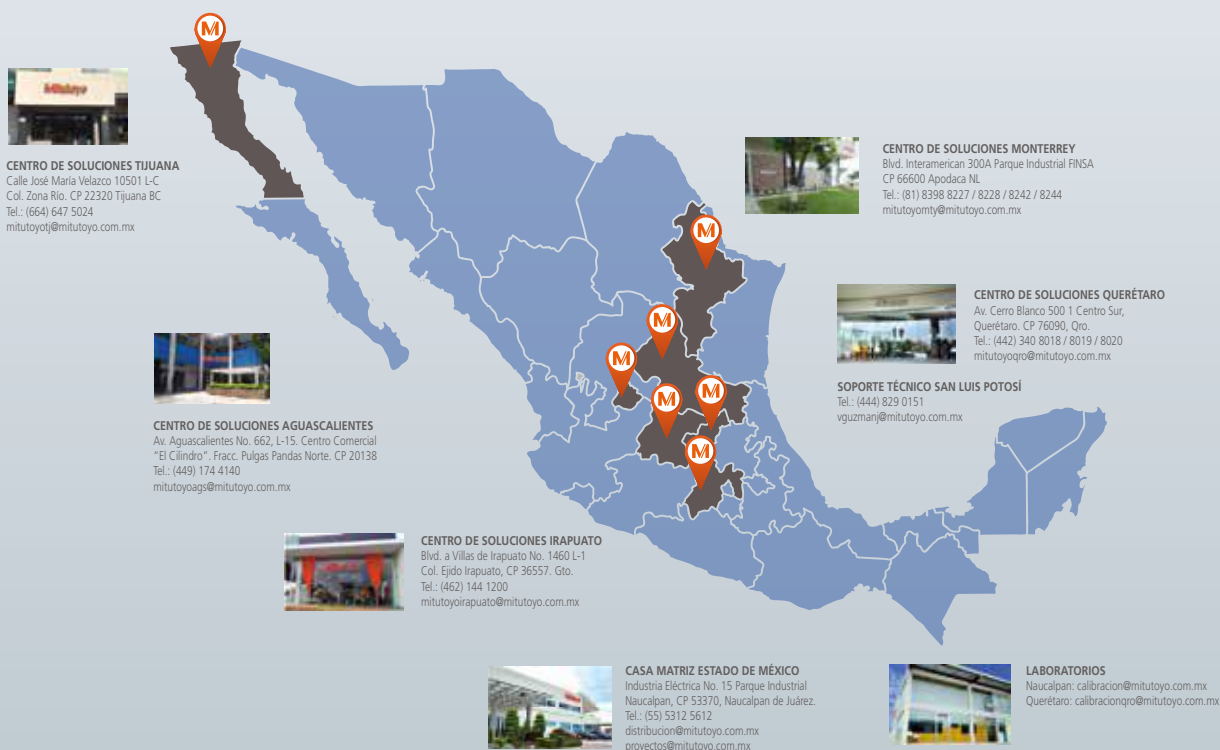 Mitutoyo
CENTRO DE SOLUCIONES TIJUANA
Calle José María Velazco 10501 L-C
Col. Zona Río. CP 22320 Tijuana BC
Tel.: (664) 647 5024
mitutoyotj@mitutoyo.com.mx
CENTRO DE SOLUCIONES MONTERREY
Blvd. Interamerican 300A Parque Industrial FINSA
CP 66600 Apodaca NL
Tel.: (81) 8398 8227 / 8228 / 8242 / 8244
mitutoyomty@mitutoyo.com.mx
CENTRO DE SOLUCIONES QUERÉTARO
Av. Cerro Blanco 500 1 Centro Sur,
Querétaro. CP 76090, Qro.
Tel.: (442) 340 8018 / 8019 / 8020
mitutoyoqro@mitutoyo.com.mx
SOPORTE TÉCNICO SAN LUIS POTOSÍ
Tel.: (444) 829 0151
vguzmanj@mitutoyo.com.mx
CENTRO DE SOLUCIONES AGUASCALIENTES
Av. Aguascalientes No. 662, L-15. Centro Comercial
“El Cilindro”. Fracc. Pulgas Pandas Norte. CP 20138
Tel.: (449) 174 4140
mitutoyoags@mitutoyo.com.mx
CENTRO DE SOLUCIONES IRAPUATO
Blvd. a Villas de Irapuato No. 1460 L-1
Col. Ejido Irapuato, CP 36557. Gto.
Tel.: (462) 144 1200
mitutoyoirapuato@mitutoyo.com.mx
CASA MATRIZ ESTADO DE MÉXICO
Industria Eléctrica No. 15 Parque Industrial
Naucalpan, CP 53370, Naucalpan de Juárez.
Tel.: (55) 5312 5612
distribucion@mitutoyo.com.mx
proyectos@mitutoyo.com.mx
LABORATORIOS
Naucalpan: calibracion@mitutoyo.com.mx
Querétaro: calibracionqro@mitutoyo.com.mx
M
M
M
M
M
M
M